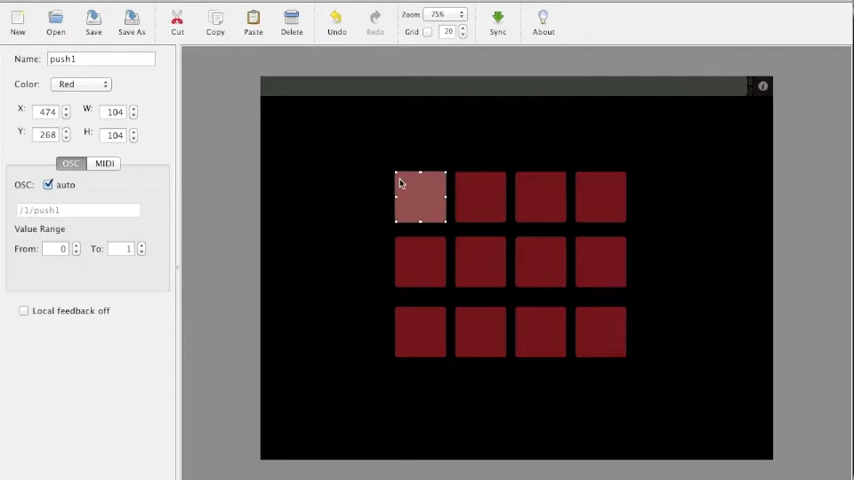 New Open Save Save As Cut Copy Paste Delete Undo Redo Zoom 75% Grid 20 Sync About
Name: push1
Color: Red
X: 474 W: 104
Y: 268 H: 104
OSC MIDI
OSC: auto
/1/push1
Value Range
From: 0 To: 1
Local feedback off
i